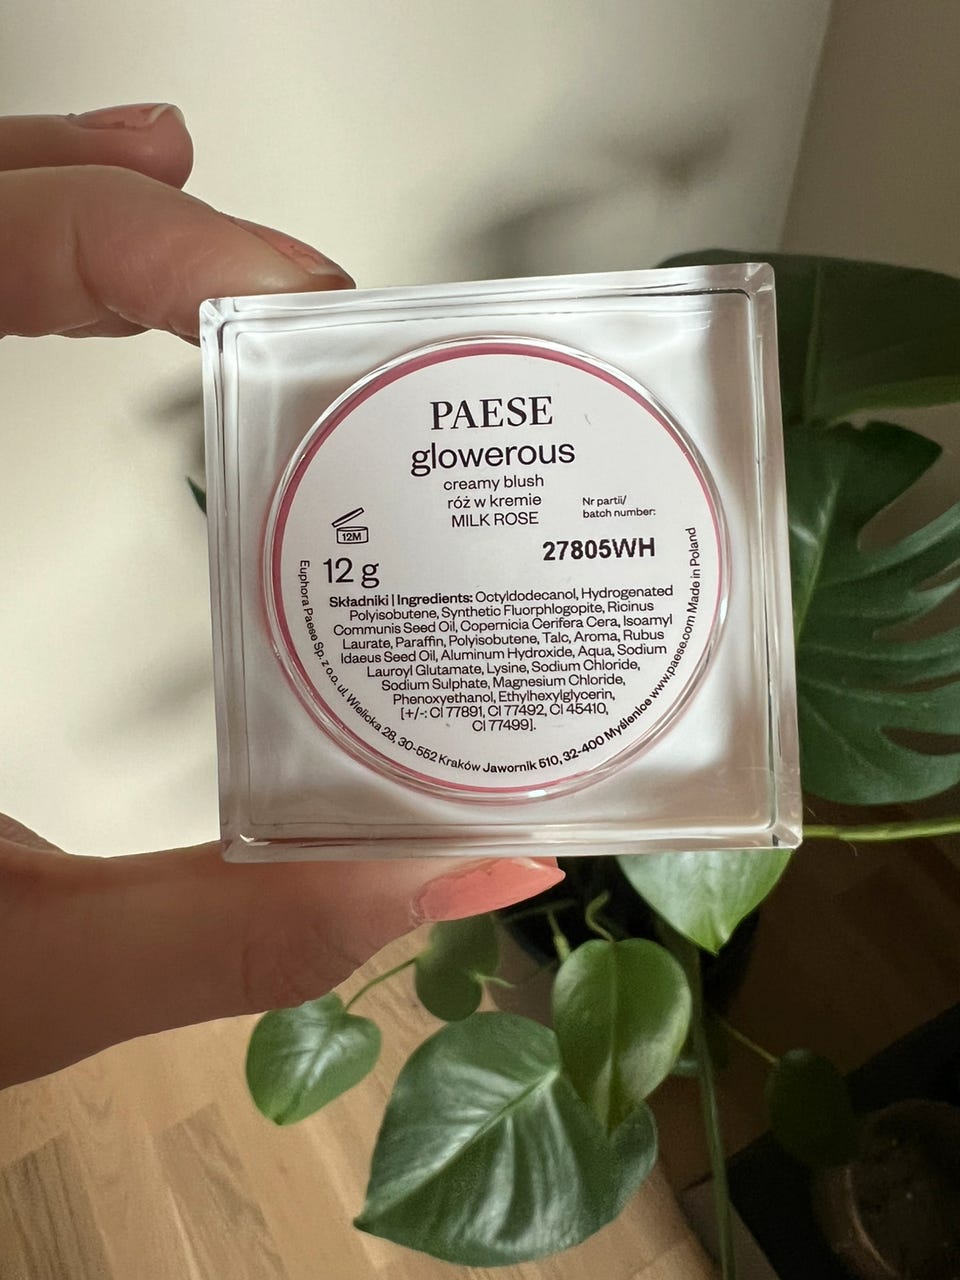 PAESE
glowerous
creamy blush
róż w kremie
MILK ROSE
Nr partii/
batch number:
27805WH
12M
12 g
Składniki | Ingredients: Octyldodecanol, Hydrogenated
Polyisobutene, Synthetic Fluorphlogopite, Ricinus
Communis Seed Oil, Copernicia Cerifera Cera, Isoamyl
Laurate, Paraffin, Polyisobutene, Talc, Aroma, Rubus
Idaeus Seed Oil, Aluminum Hydroxide, Aqua, Sodium
Lauroyl Glutamate, Lysine, Sodium Chloride,
Sodium Sulphate, Magnesium Chloride,
Phenoxyethanol, Ethylhexylglycerin,
[+/-: CI 77891, CI 77492, CI 45410,
CI 77499].
Euphora Paese Sp. z o.o. ul. Wielicka 28, 30-552 Kraków Jawornik 510, 32-400 Myślenice www.paese.com Made in Poland